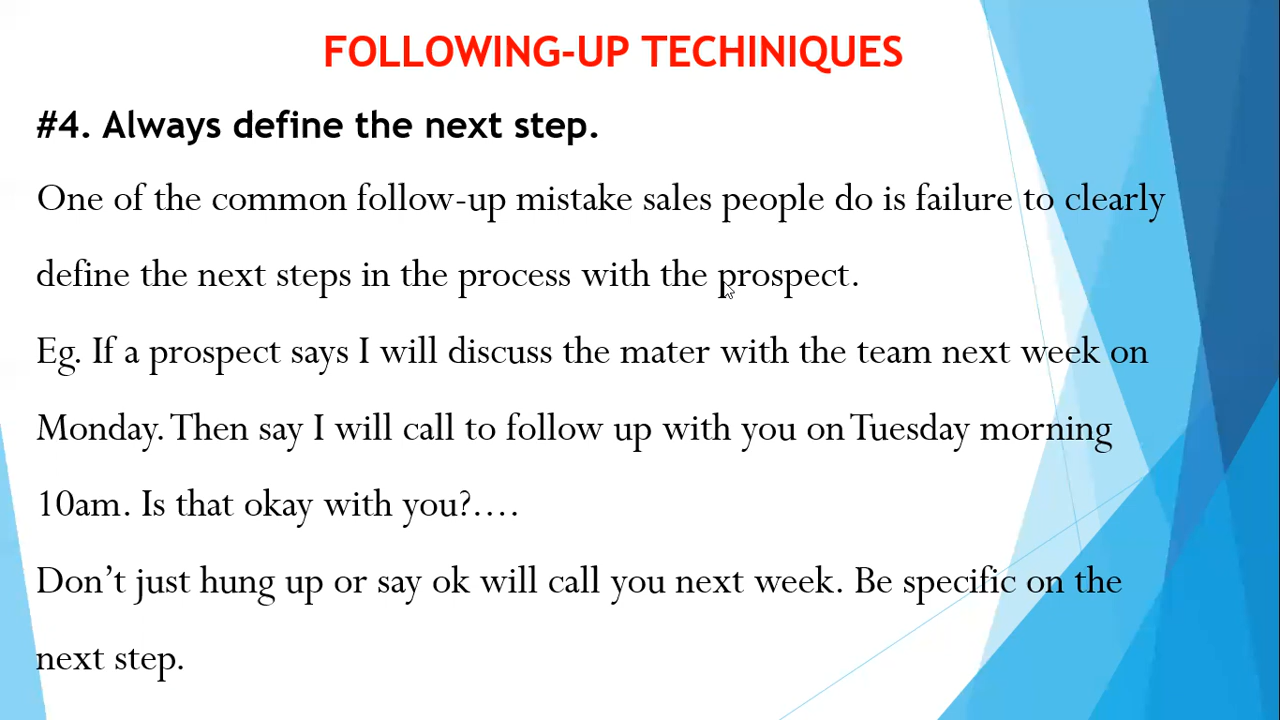 FOLLOWING-UP TECHINIQUES
#4. Always define the next step.
One of the common follow-up mistake sales people do is failure to clearly
define the next steps in the process with the prospect.
Eg. If a prospect says I will discuss the mater with the team next week on
Monday. Then say I will call to follow up with you on Tuesday morning
10am. Is that okay with you?....
Don't just hung up or say ok will call you next week. Be specific on the
next step.